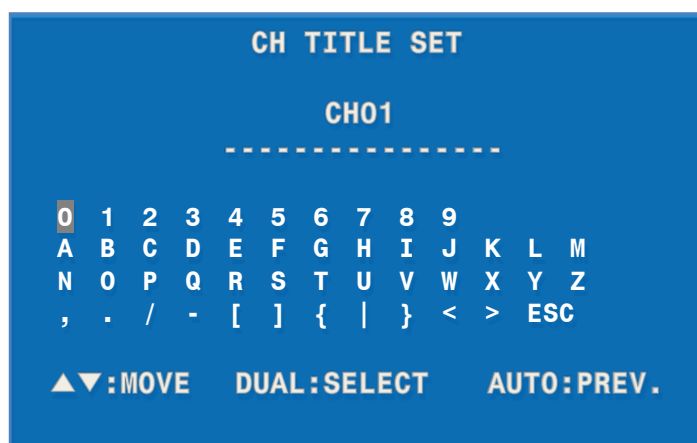 CH TITLE SET
CH01
----------------
0 1 2 3 4 5 6 7 8 9
A B C D E F G H I J K L M
N O P Q R S T U V W X Y Z
, . / - [ ] { | } < > ESC
▲▼:MOVE DUAL:SELECT AUTO:PREV.